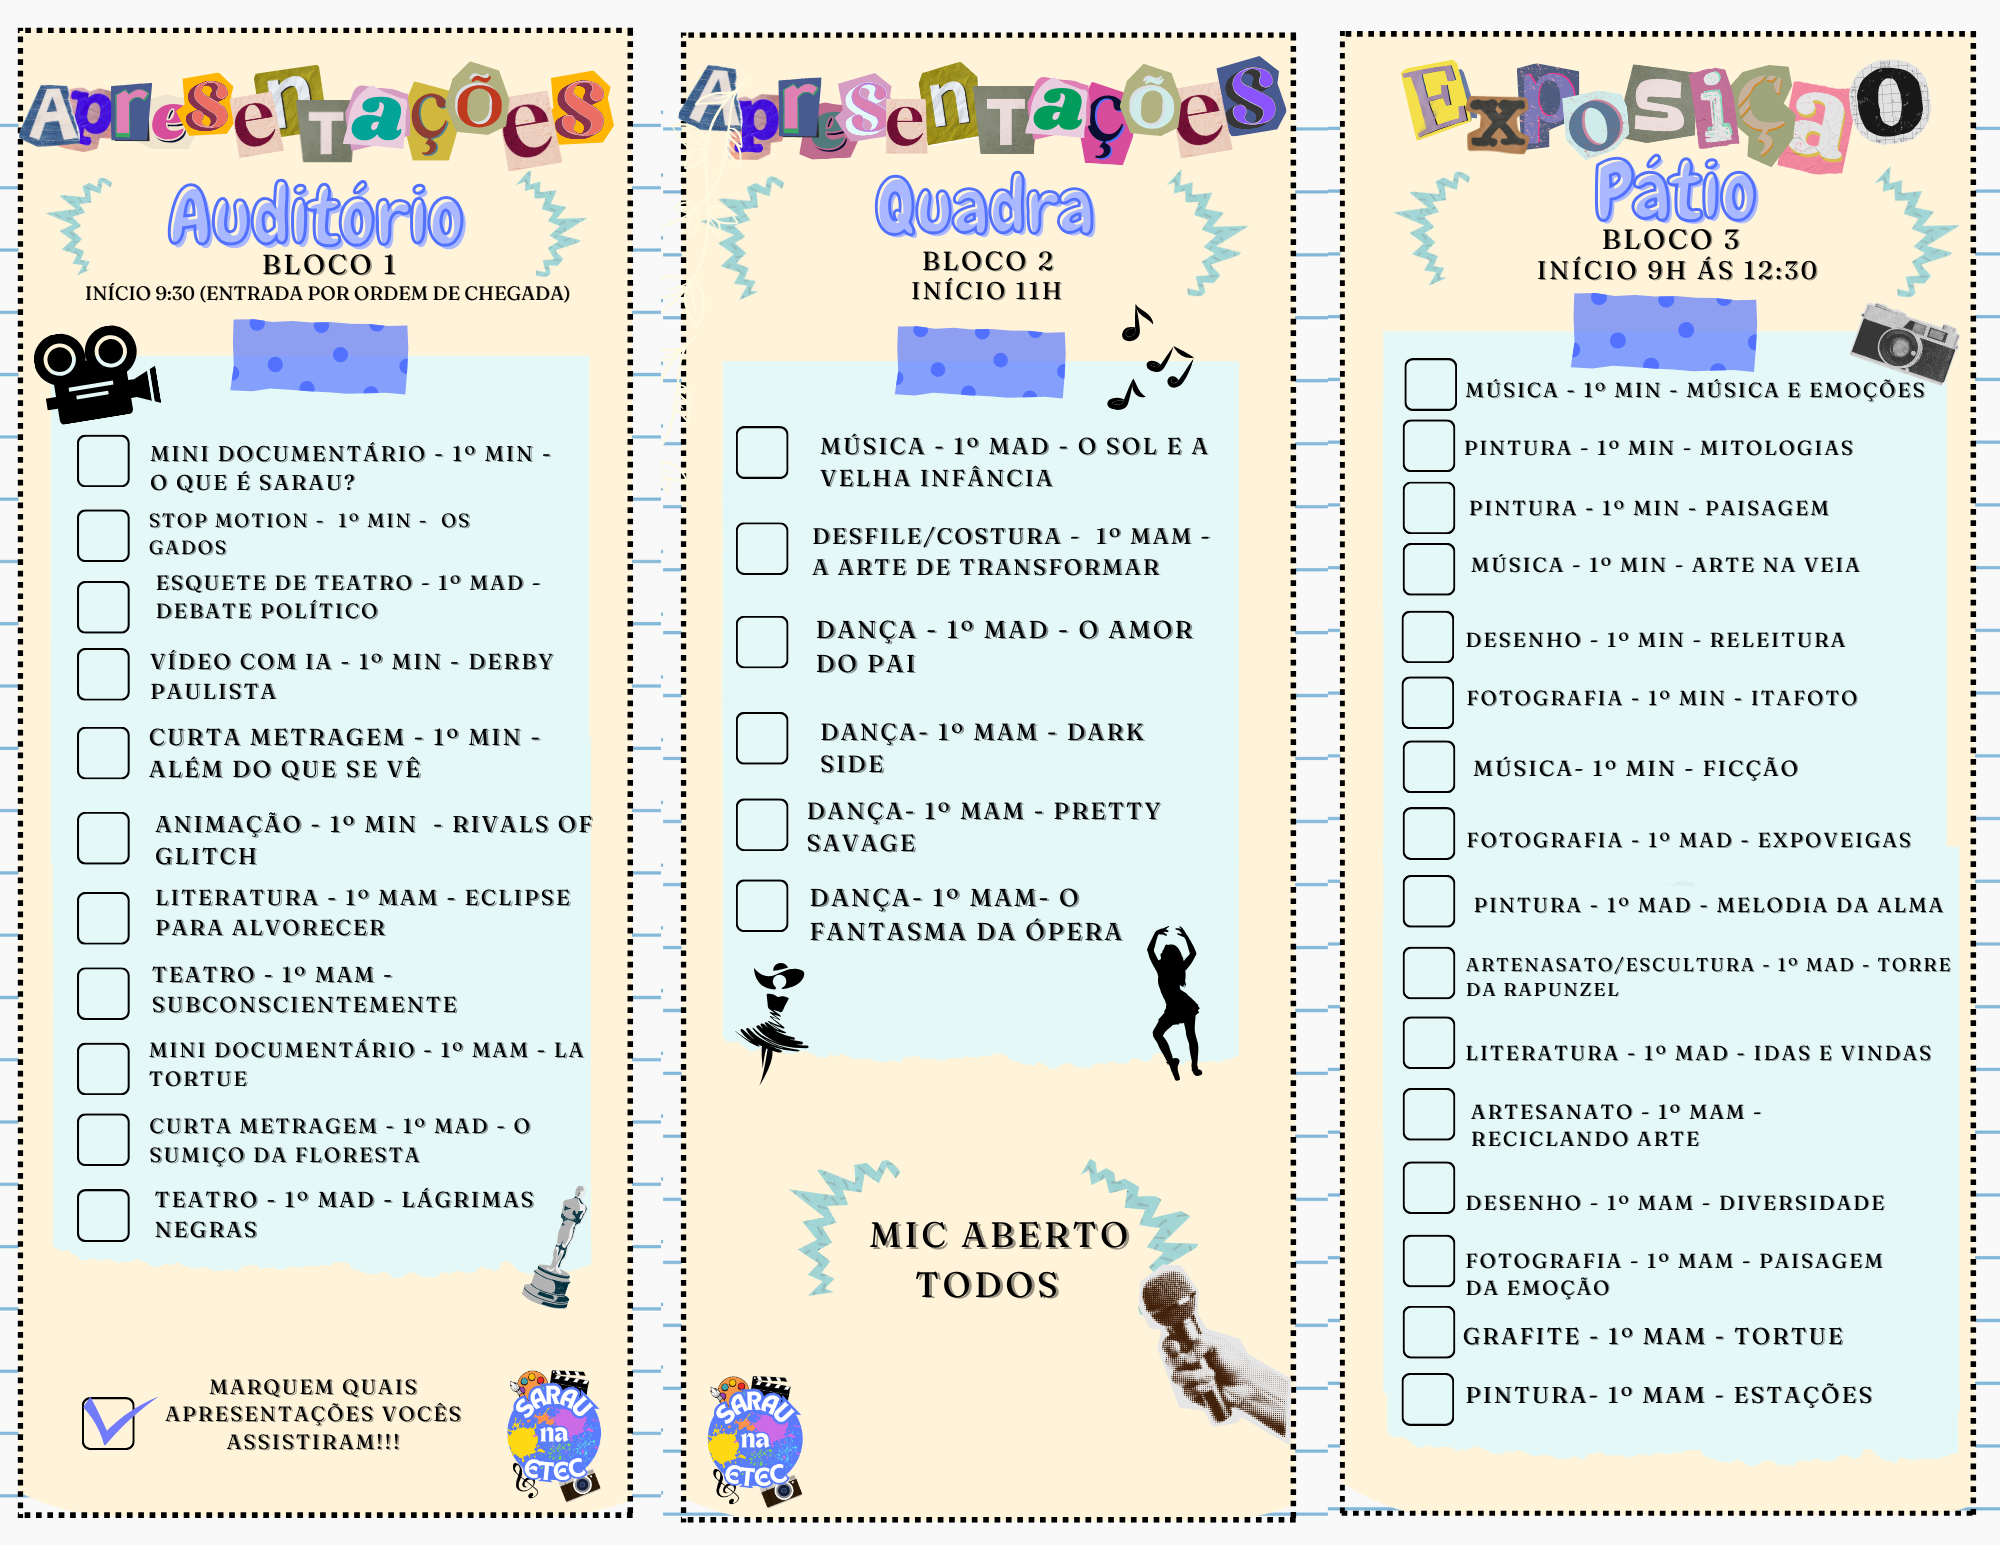 Apresentações
Auditório
BLOCO 1
INÍCIO 9:30 (ENTRADA POR ORDEM DE CHEGADA)
MINI DOCUMENTÁRIO - 1º MIN -
O QUE É SARAU?
STOP MOTION - 1º MIN - OS
GADOS
ESQUETE DE TEATRO - 1º MAD -
DEBATE POLÍTICO
VÍDEO COM IA - 1º MIN - DERBY
PAULISTA
CURTA METRAGEM - 1º MIN -
ALÉM DO QUE SE VÊ
ANIMAÇÃO - 1º MIN - RIVALS OF
GLITCH
LITERATURA - 1º MAM - ECLIPSE
PARA ALVORECER
TEATRO - 1º MAM -
SUBCONSCIENTEMENTE
MINI DOCUMENTÁRIO - 1º MAM - LA
TORTUE
CURTA METRAGEM - 1º MAD - O
SUMIÇO DA FLORESTA
TEATRO - 1º MAD - LÁGRIMAS
NEGRAS
MARQUEM QUAIS
APRESENTAÇÕES VOCÊS
ASSISTIRAM!!!
SARAU
na
ETEC
Apresentações
Quadra
BLOCO 2
INÍCIO 11H
MÚSICA - 1º MAD - O SOL E A
VELHA INFÂNCIA
DESFILE/COSTURA - 1º MAM -
A ARTE DE TRANSFORMAR
DANÇA - 1º MAD - O AMOR
DO PAI
DANÇA- 1º MAM - DARK
SIDE
DANÇA- 1º MAM - PRETTY
SAVAGE
DANÇA- 1º MAM- O
FANTASMA DA ÓPERA
MIC ABERTO
TODOS
SARAU
na
ETEC
Exposiçao
Pátio
BLOCO 3
INÍCIO 9H ÁS 12:30
MÚSICA - 1º MIN - MÚSICA E EMOÇÕES
PINTURA - 1º MIN - MITOLOGIAS
PINTURA - 1º MIN - PAISAGEM
MÚSICA - 1º MIN - ARTE NA VEIA
DESENHO - 1º MIN - RELEITURA
FOTOGRAFIA - 1º MIN - ITAFOTO
MÚSICA- 1º MIN - FICÇÃO
FOTOGRAFIA - 1º MAD - EXPOVEIGAS
PINTURA - 1º MAD - MELODIA DA ALMA
ARTENASATO/ESCULTURA - 1º MAD - TORRE
DA RAPUNZEL
LITERATURA - 1º MAD - IDAS E VINDAS
ARTESANATO - 1º MAM -
RECICLANDO ARTE
DESENHO - 1º MAM - DIVERSIDADE
FOTOGRAFIA - 1º MAM - PAISAGEM
DA EMOÇÃO
GRAFITE - 1º MAM - TORTUE
PINTURA- 1º MAM - ESTAÇÕES